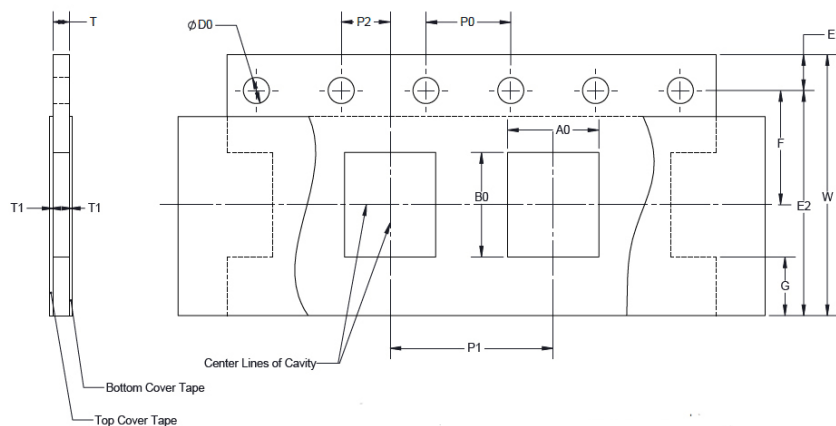 T
ϕD0
P2
P0
E
A0
F
T1
T1
B0
E2
W
G
Center Lines of Cavity
P1
Bottom Cover Tape
Top Cover Tape